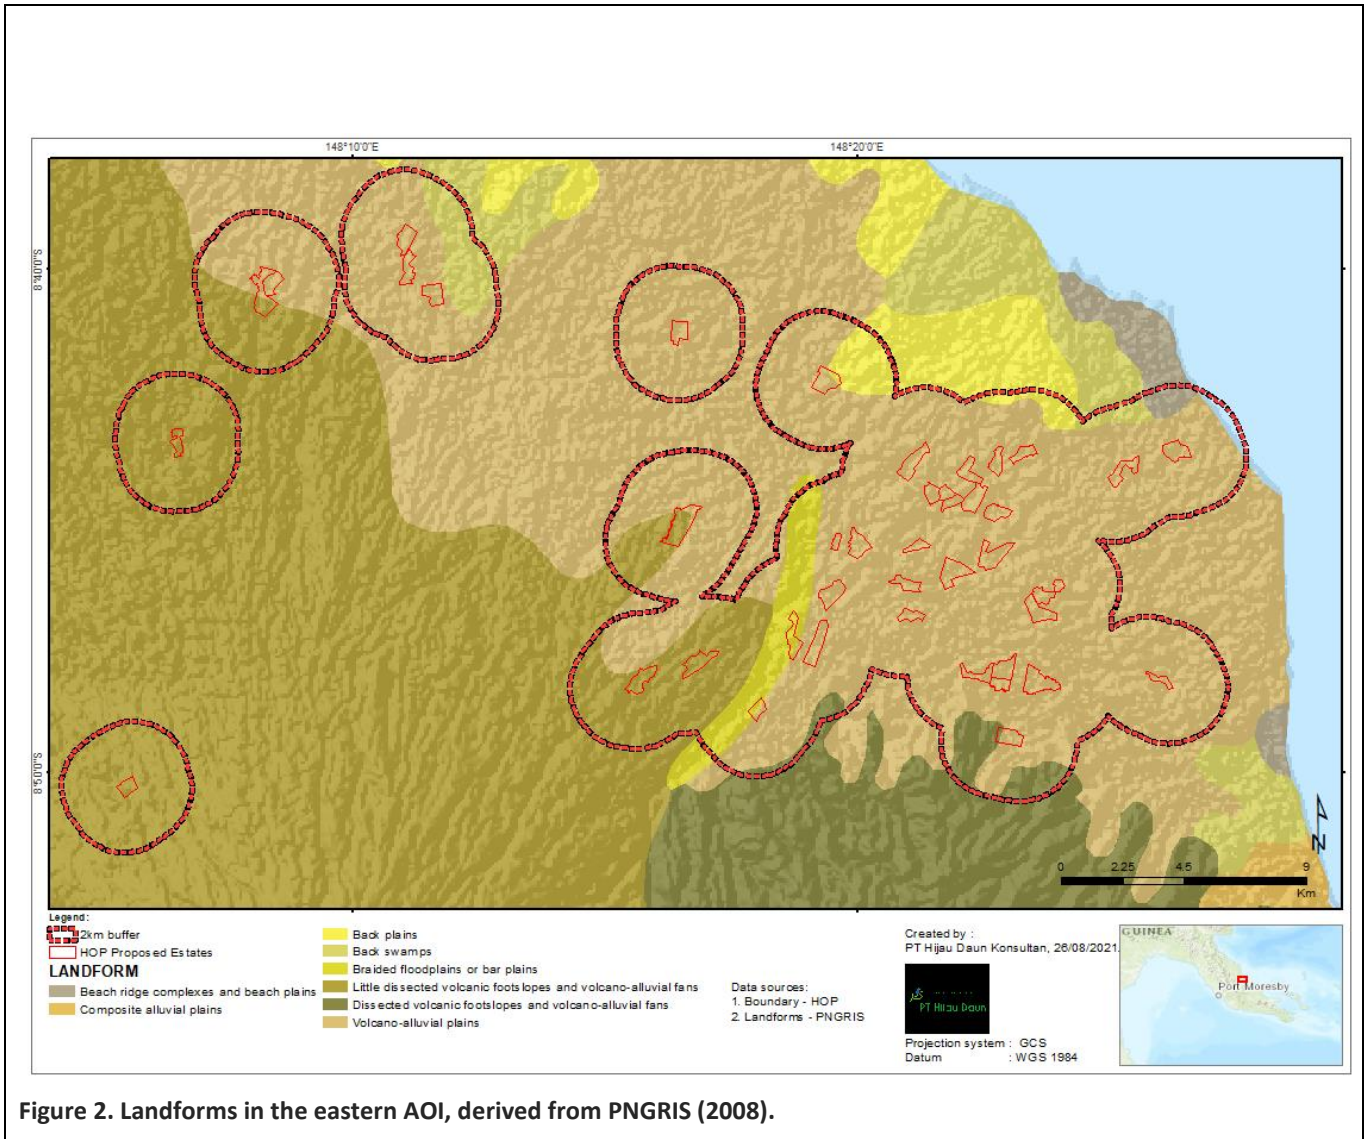 148°10'0"E
148°20'0"E
8°40'0"S
8°50'0"S
N
0 2.25 4.5 9
Km
Legend:
2km buffer
HOP Proposed Estates
LANDFORM
Beach ridge complexes and beach plains
Composite alluvial plains
Back plains
Back swamps
Braided floodplains or bar plains
Little dissected volcanic footslopes and volcano-alluvial fans
Dissected volcanic footslopes and volcano-alluvial fans
Volcano-alluvial plains
Data sources:
1. Boundary - HOP
2. Landforms - PNGRIS
Created by :
PT Hijau Daun Konsultan, 26/08/2021.
PT Hijau Daun
Projection system : GCS
Datum : WGS 1984
GUINEA
Port Moresby
Figure 2. Landforms in the eastern AOI, derived from PNGRIS (2008).